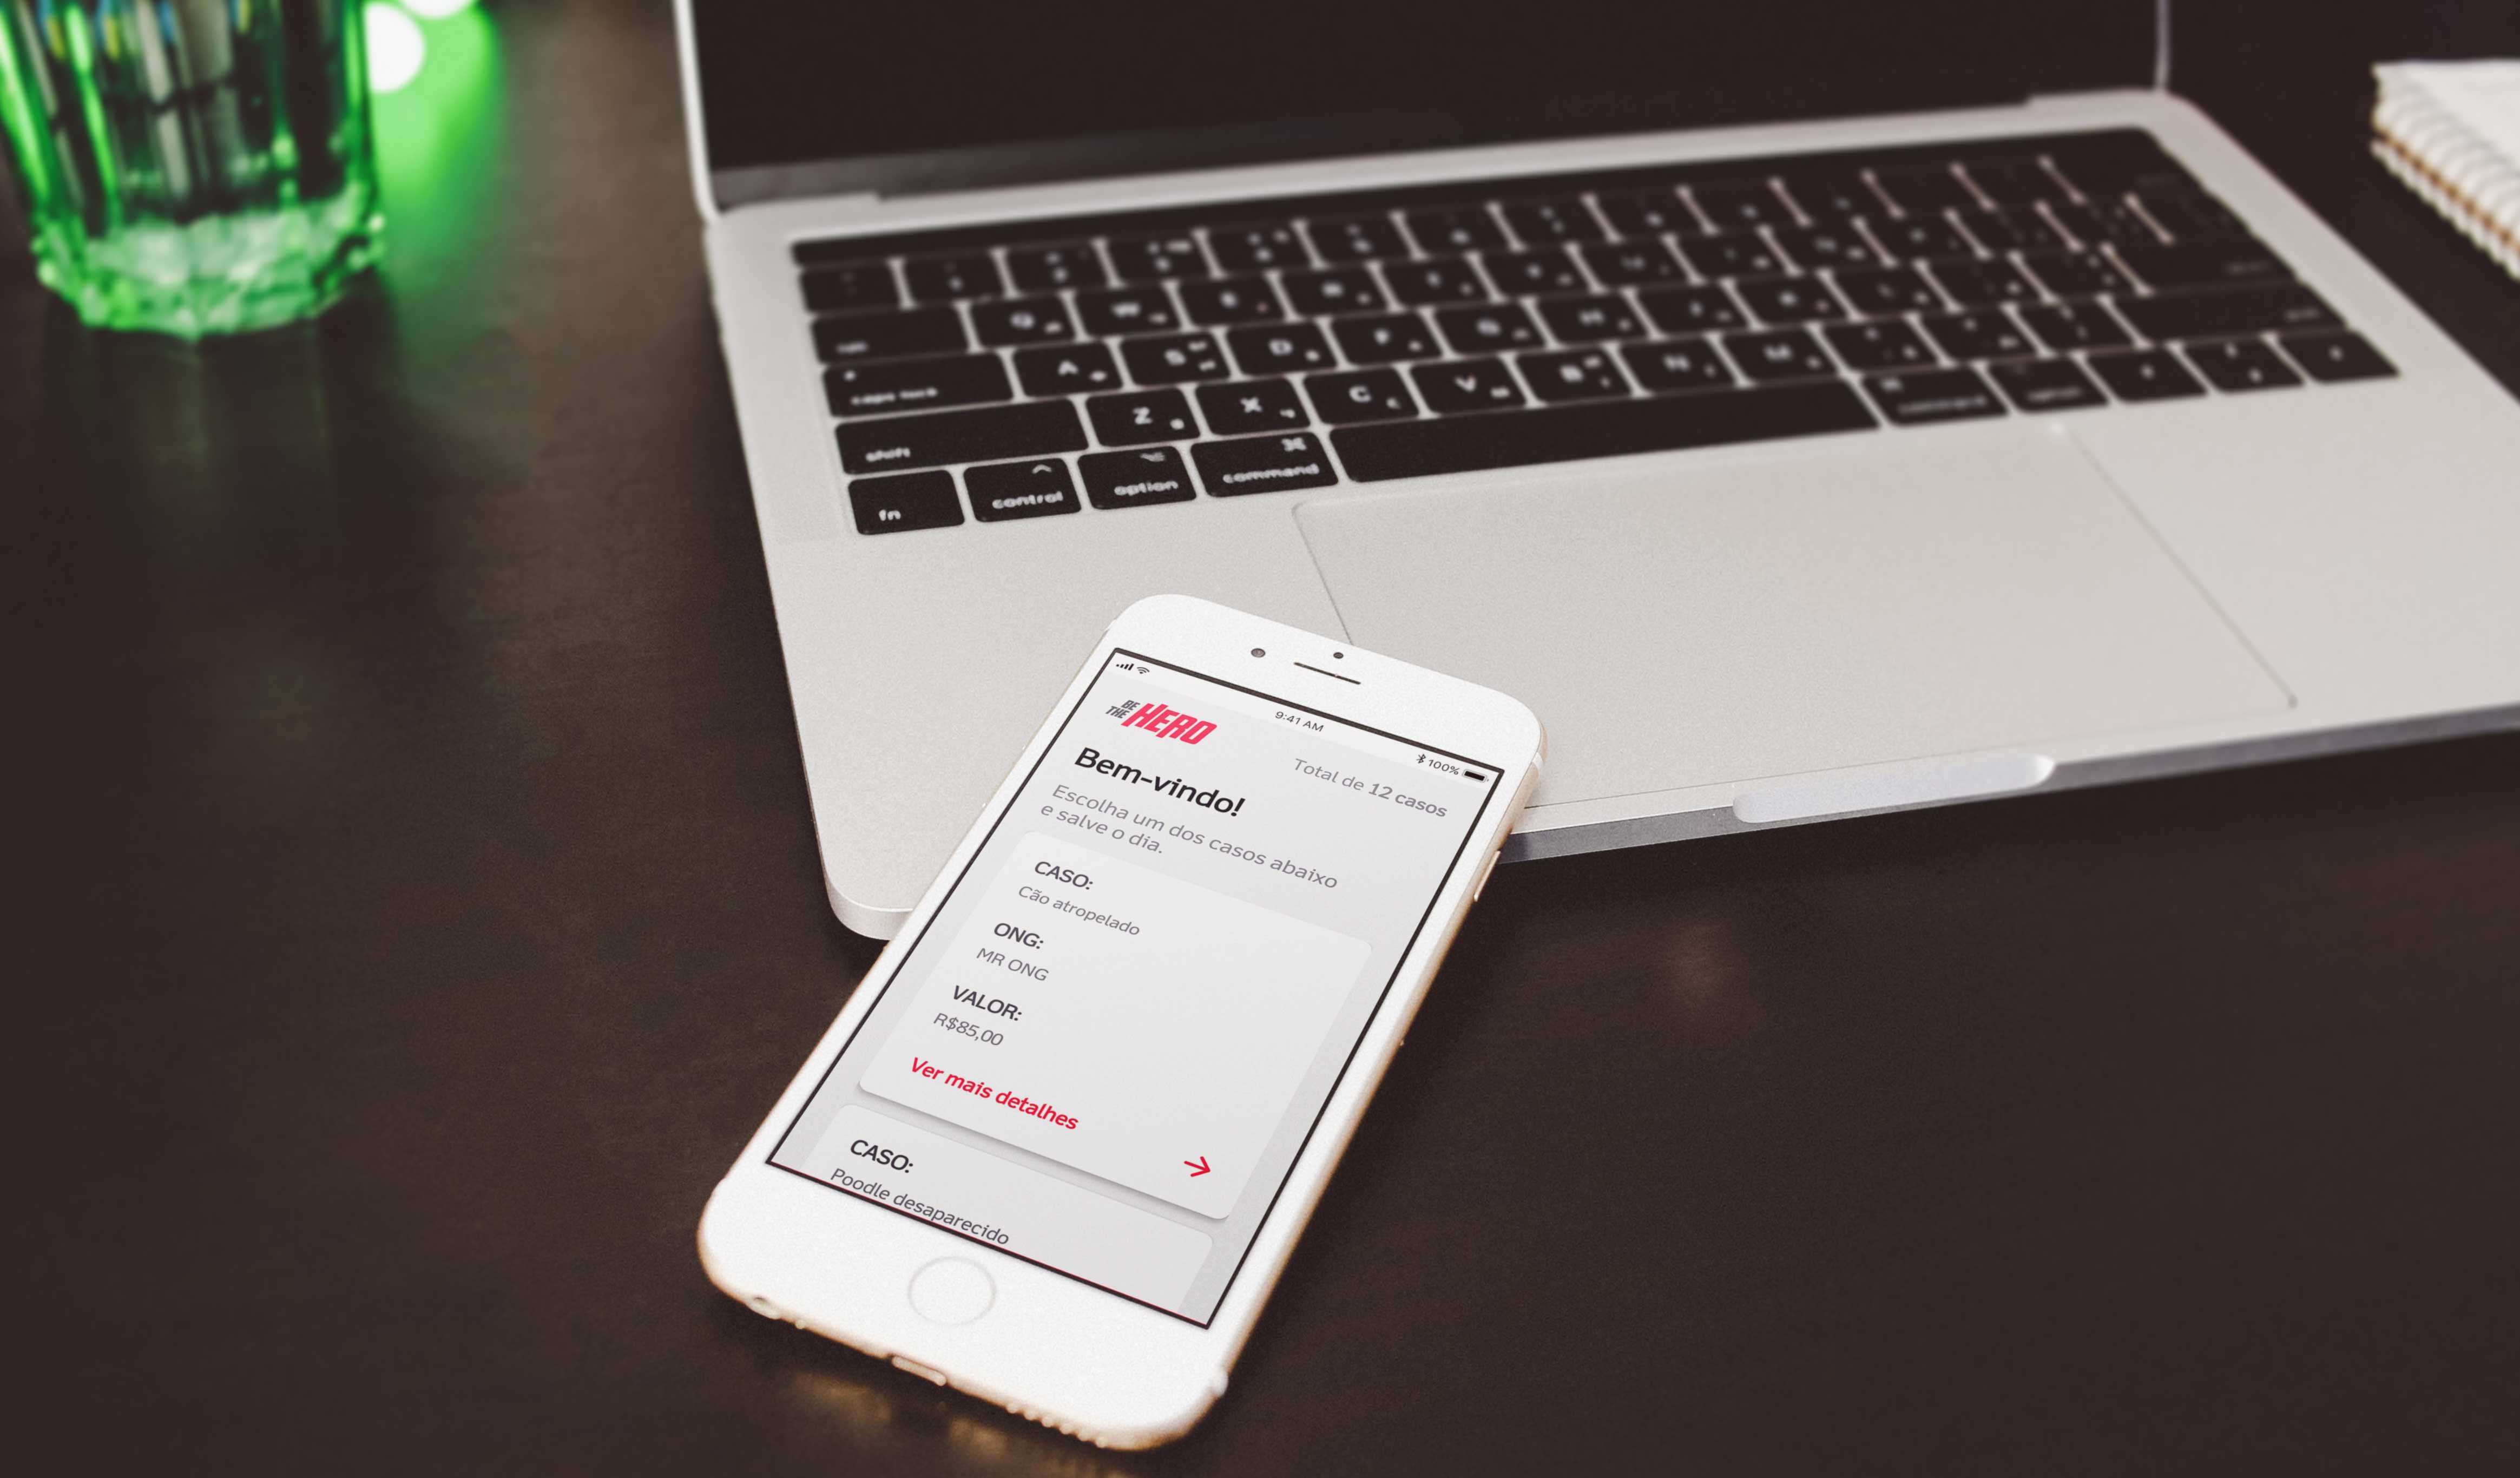 9:41 AM
100%
BE
THE HERO
Total de 12 casos
Bem-vindo!
Escolha um dos casos abaixo
e salve o dia.
CASO:
Cão atropelado
ONG:
MR ONG
VALOR:
R$85,00
Ver mais detalhes
CASO:
Poodle desaparecido
Q W
caps lock A S D F G H
shift Z X C V B N M
fn control option command command option